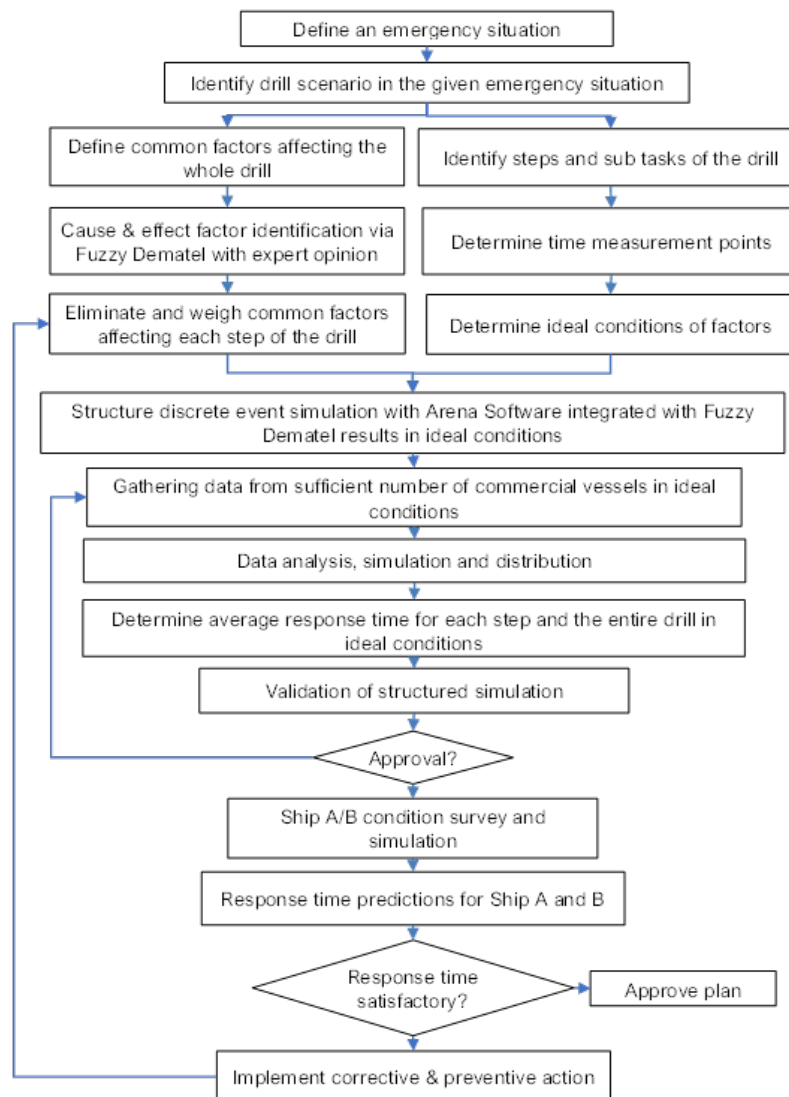 Define an emergency situation
Identify drill scenario in the given emergency situation
Define common factors affecting the
whole drill
Identify steps and sub tasks of the drill
Cause & effect factor identification via
Fuzzy Dematel with expert opinion
Determine time measurement points
Eliminate and weigh common factors
affecting each step of the drill
Determine ideal conditions of factors
Structure discrete event simulation with Arena Software integrated with Fuzzy
Dematel results in ideal conditions
Gathering data from sufficient number of commercial vessels in ideal
conditions
Data analysis, simulation and distribution
Determine average response time for each step and the entire drill in
ideal conditions
Validation of structured simulation
Approval?
Ship A/B condition survey and
simulation
Response time predictions for Ship A and B
Response time
satisfactory?
Approve plan
Implement corrective & preventive action